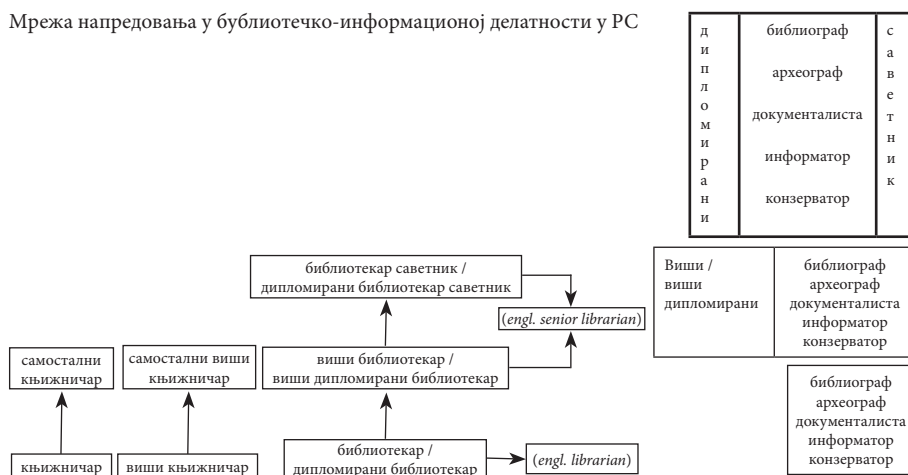 Мрежа напредовања у бублиотечко-информационој делатности у РС
дипломирани
библиограф
археограф
документалиста
информатор
конзерватор
саветник
библиотекар саветник /
дипломирани библиотекар саветник
(engl. senior librarian)
Виши /
виши
дипломирани
библиограф
археограф
документалиста
информатор
конзерватор
самостални
књижничар
самостални виши
књижничар
виши библиотекар /
виши дипломирани библиотекар
библиограф
археограф
документалиста
информатор
конзерватор
књижничар
виши књижничар
библиотекар /
дипломирани библиотекар
(engl. librarian)